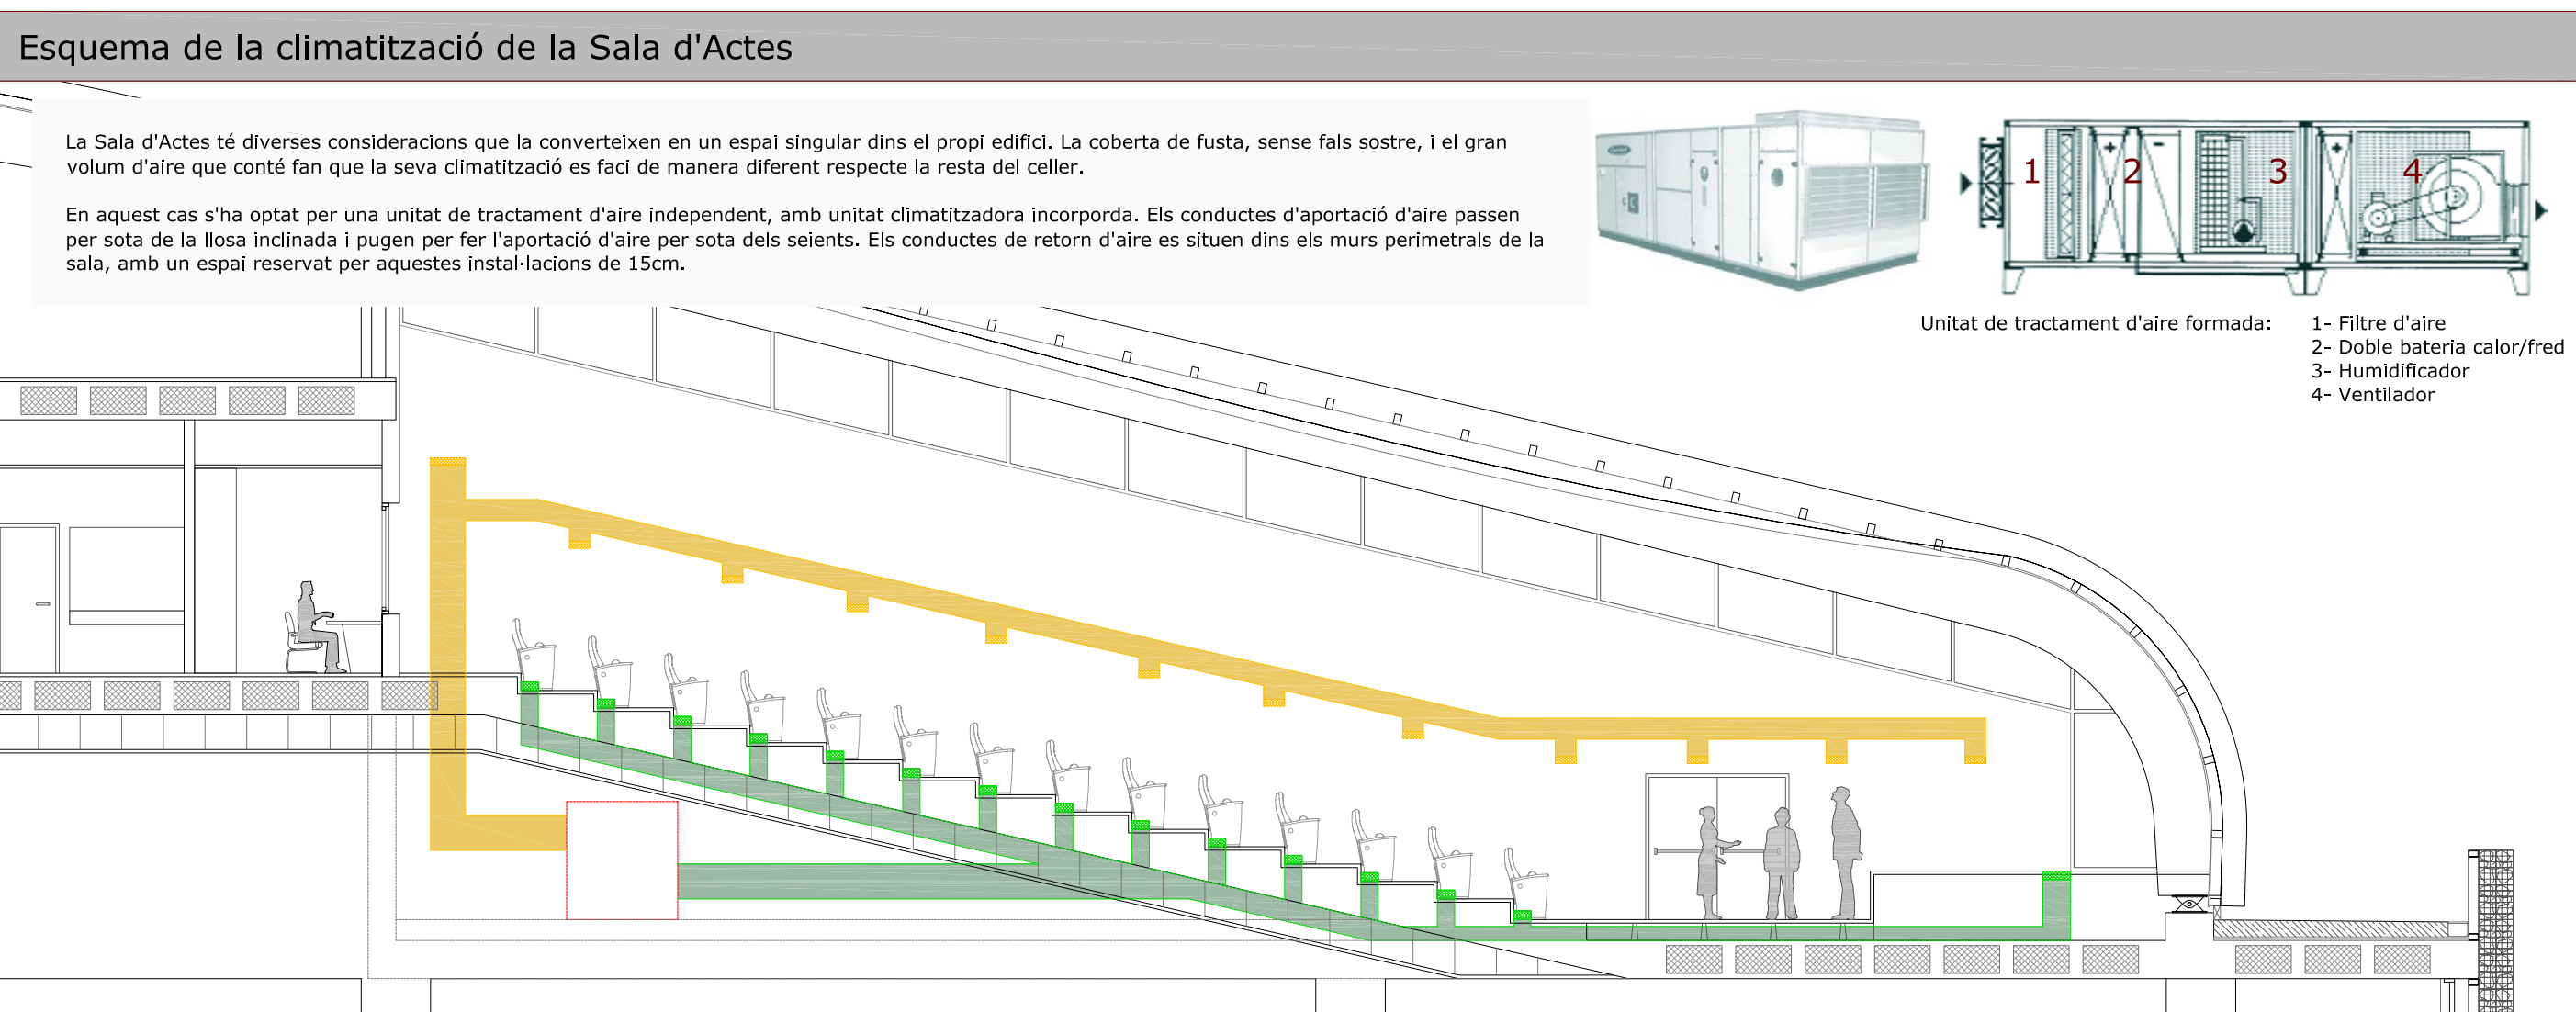 Esquema de la climatització de la Sala d'Actes
La Sala d'Actes té diverses consideracions que la converteixen en un espai singular dins el propi edifici. La coberta de fusta, sense fals sostre, i el gran
volum d'aire que conté fan que la seva climatització es faci de manera diferent respecte la resta del celler.
En aquest cas s'ha optat per una unitat de tractament d'aire independent, amb unitat climatitzadora incorporda. Els conductes d'aportació d'aire passen
per sota de la llosa inclinada i pugen per fer l'aportació d'aire per sota dels seients. Els conductes de retorn d'aire es situen dins els murs perimetrals de la
sala, amb un espai reservat per aquestes instal·lacions de 15cm.
1 2 3 4
Unitat de tractament d'aire formada:
1- Filtre d'aire
2- Doble bateria calor/fred
3- Humidificador
4- Ventilador